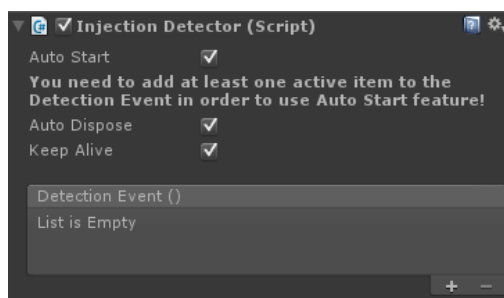 Injection Detector (Script)
Auto Start
You need to add at least one active item to the
Detection Event in order to use Auto Start feature!
Auto Dispose
Keep Alive
Detection Event ()
List is Empty